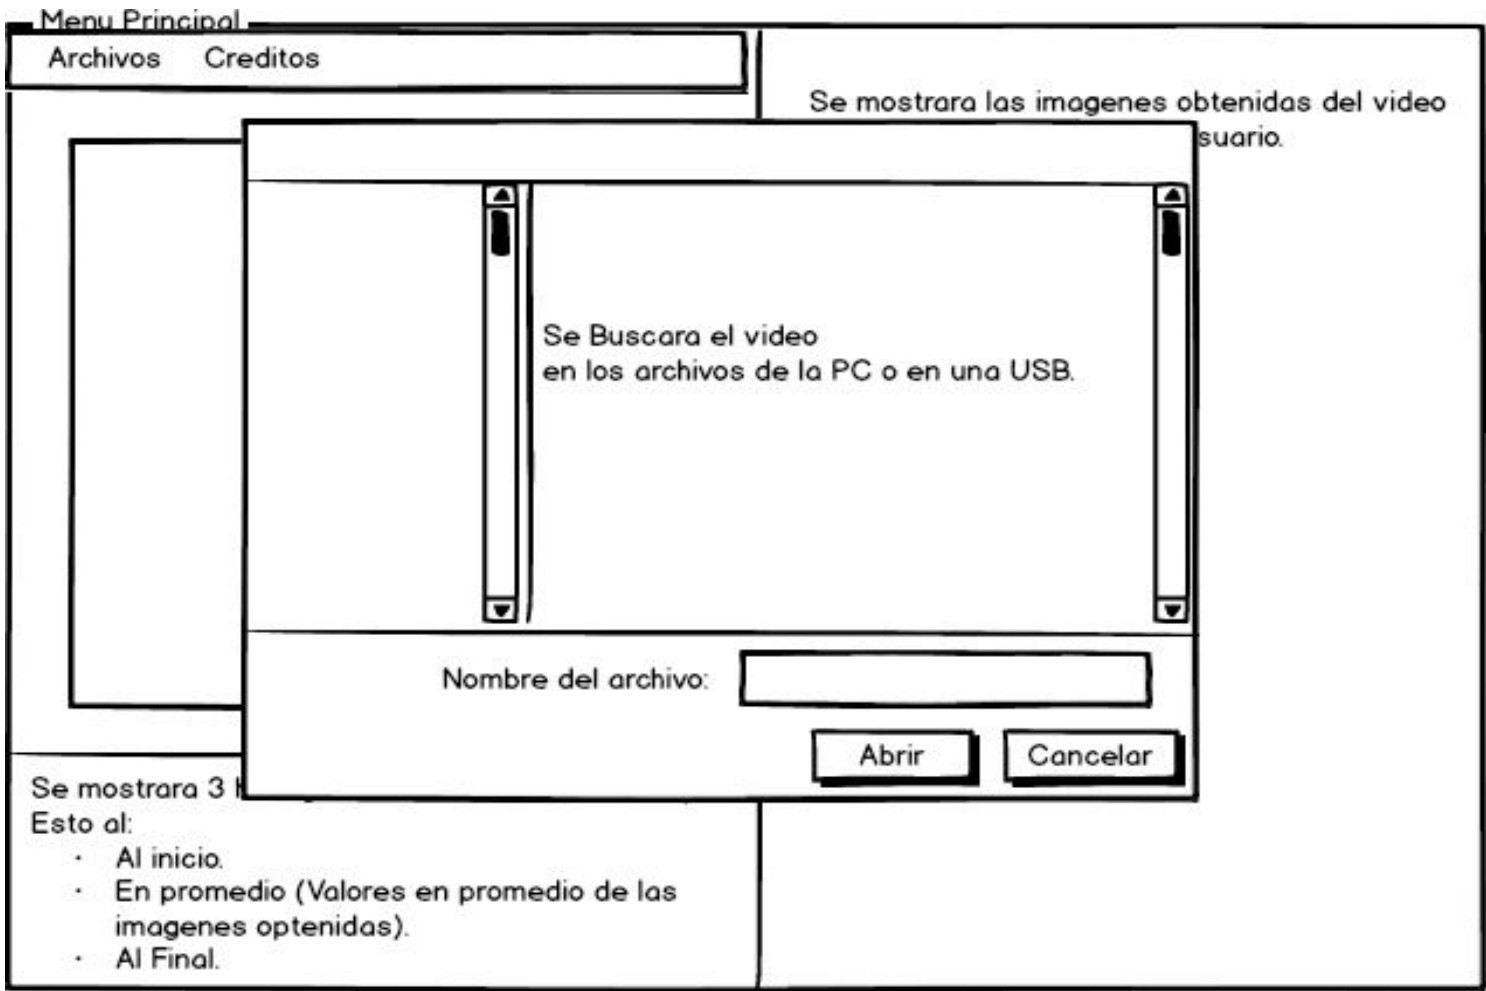 Menu Principal
Archivos Creditos
Se mostrara las imagenes obtenidas del video
suario.
Se Buscara el video
en los archivos de la PC o en una USB.
Nombre del archivo:
Abrir Cancelar
Se mostrara 3
Esto al:
· Al inicio.
· En promedio (Valores en promedio de las
imagenes optenidas).
· Al Final.